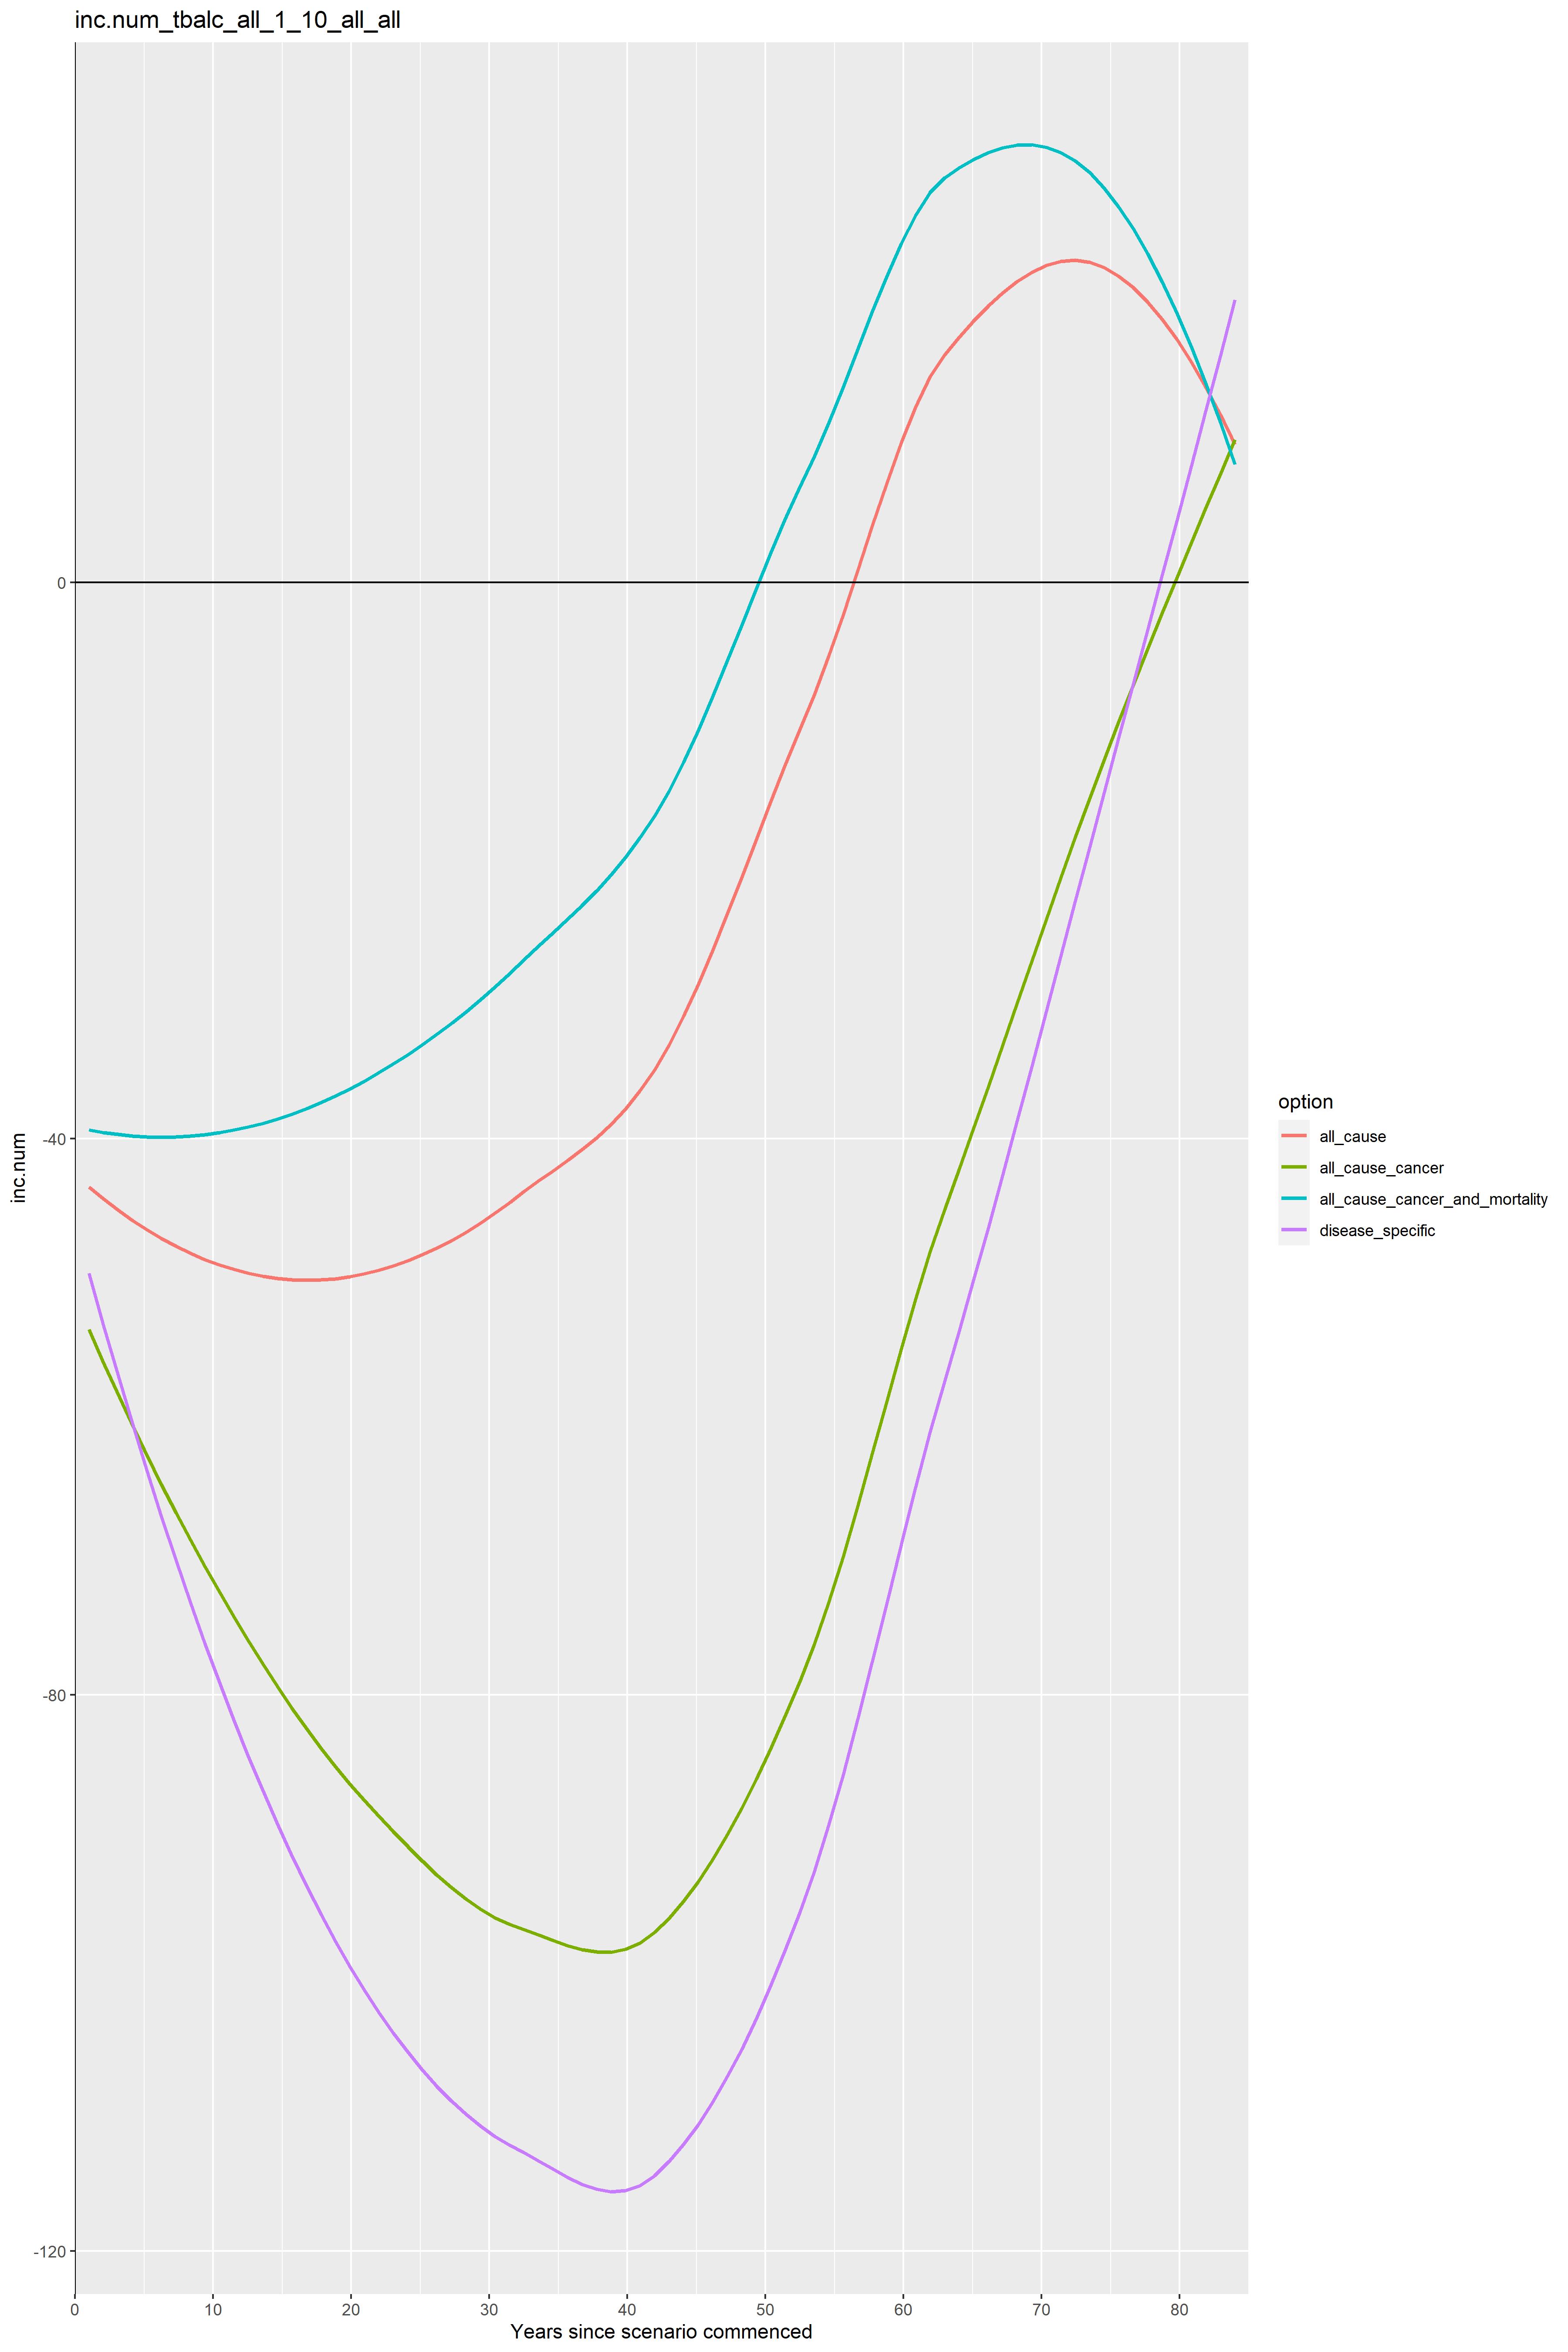 inc.num_tbalc_all_1_10_all_all
inc.num
0
-40
-80
-120
0 10 20 30 40 50 60 70 80
Years since scenario commenced
option
all_cause
all_cause_cancer
all_cause_cancer_and_mortality
disease_specific